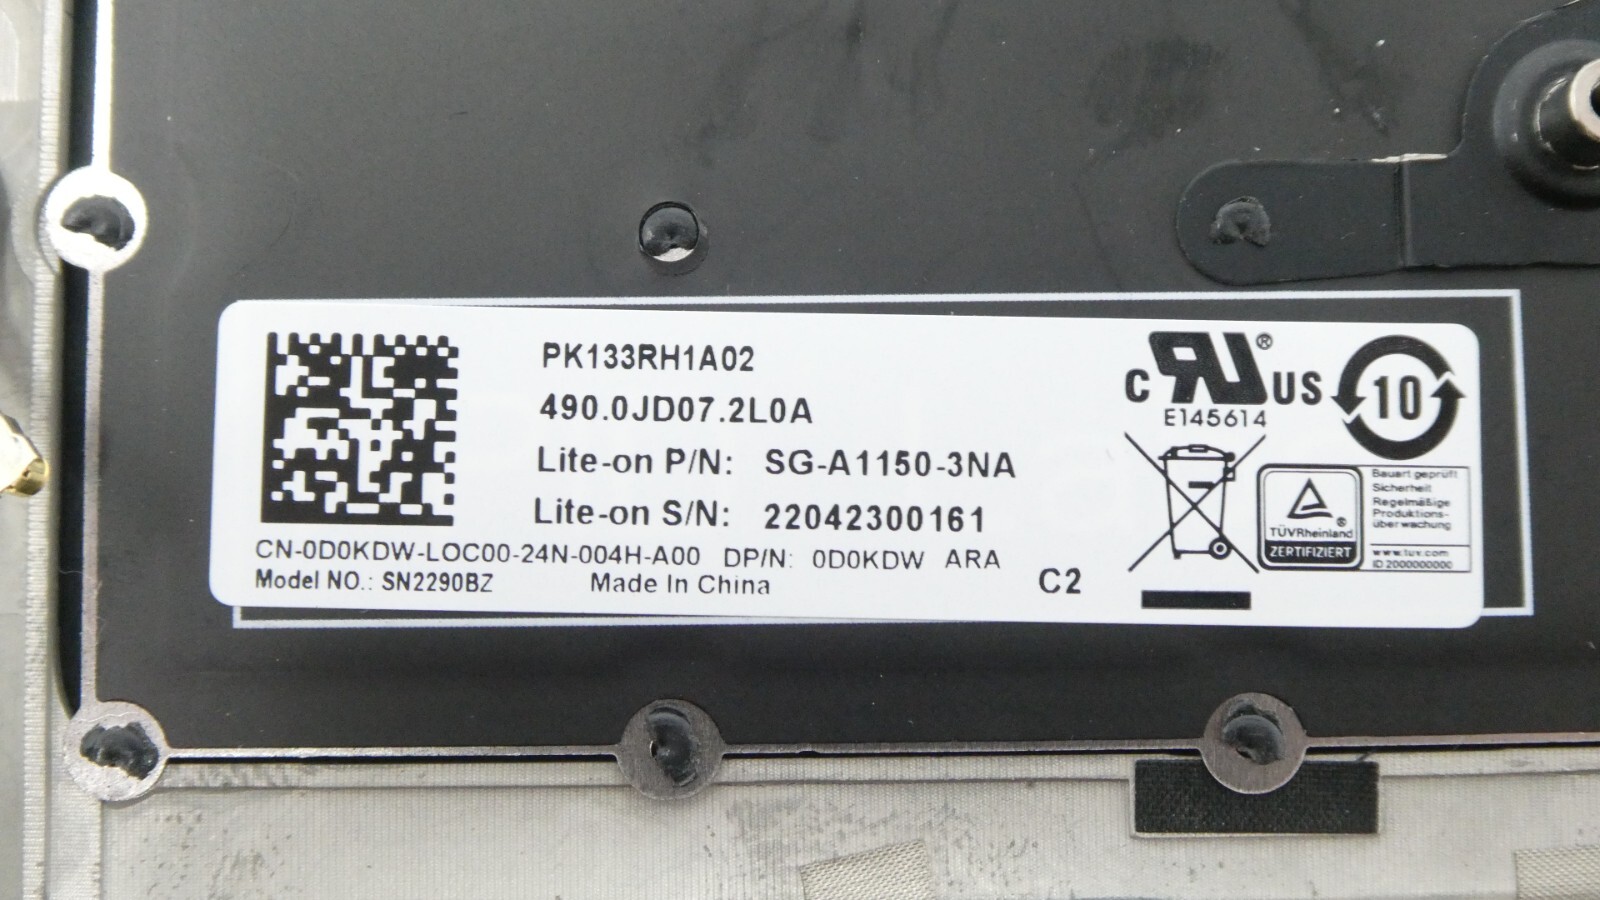 PK133RH1A02
490.0JD07.2L0A
Lite-on P/N: SG-A1150-3NA
Lite-on S/N: 22042300161
CN-0D0KDW-LOC00-24N-004H-A00 DP/N: 0D0KDW ARA
Model NO.: SN2290BZ Made In China
C2
C RU ® US
E145614
10
TÜVRheinland ®
ZERTIFIZIERT
Bauart geprüft
Sicherheit
Regelmäßige
Produktions-
überwachung
www.tuv.com
ID 2000000000